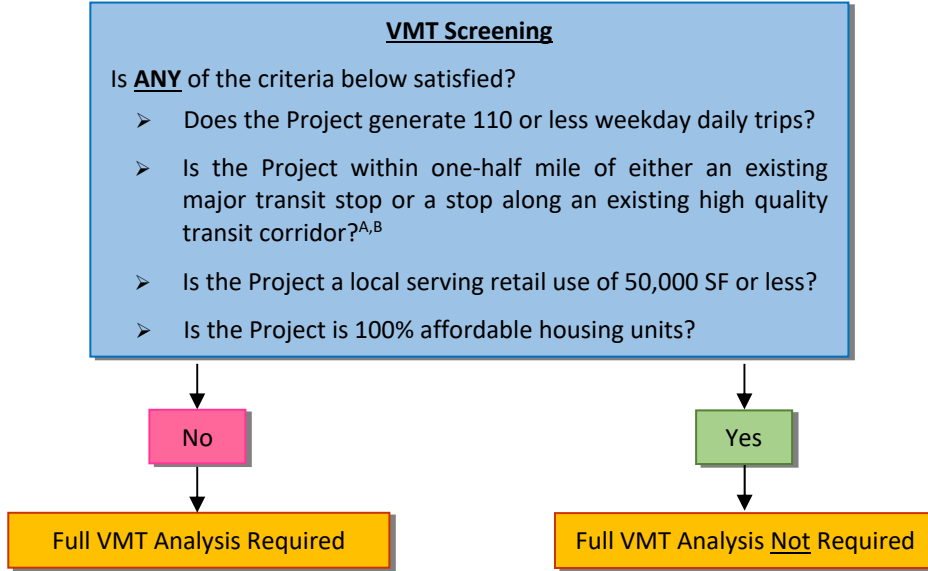 VMT Screening
Is ANY of the criteria below satisfied?
➢ Does the Project generate 110 or less weekday daily trips?
➢ Is the Project within one-half mile of either an existing
major transit stop or a stop along an existing high quality
transit corridor?A,B
➢ Is the Project a local serving retail use of 50,000 SF or less?
➢ Is the Project is 100% affordable housing units?
No
Yes
Full VMT Analysis Required
Full VMT Analysis Not Required